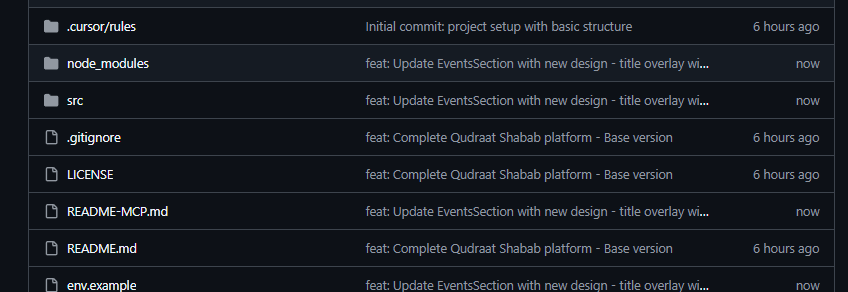 .cursor/rules Initial commit: project setup with basic structure 6 hours ago
node_modules feat: Update EventsSection with new design - title overlay wi... now
src feat: Update EventsSection with new design - title overlay wi... now
.gitignore feat: Complete Qudraat Shabab platform - Base version 6 hours ago
LICENSE feat: Complete Qudraat Shabab platform - Base version 6 hours ago
README-MCP.md feat: Update EventsSection with new design - title overlay wi... now
README.md feat: Complete Qudraat Shabab platform - Base version 6 hours ago
env.example feat: Update EventsSection with new design - title overlay wi... now